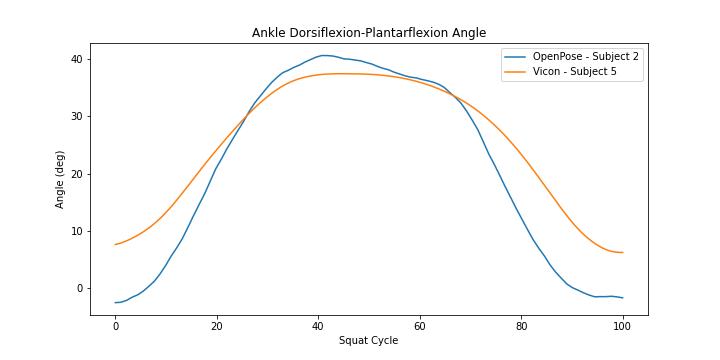 Ankle Dorsiflexion-Plantarflexion Angle
OpenPose - Subject 2
Vicon - Subject 5
Angle (deg)
40
30
20
10
0
0 20 40 60 80 100
Squat Cycle